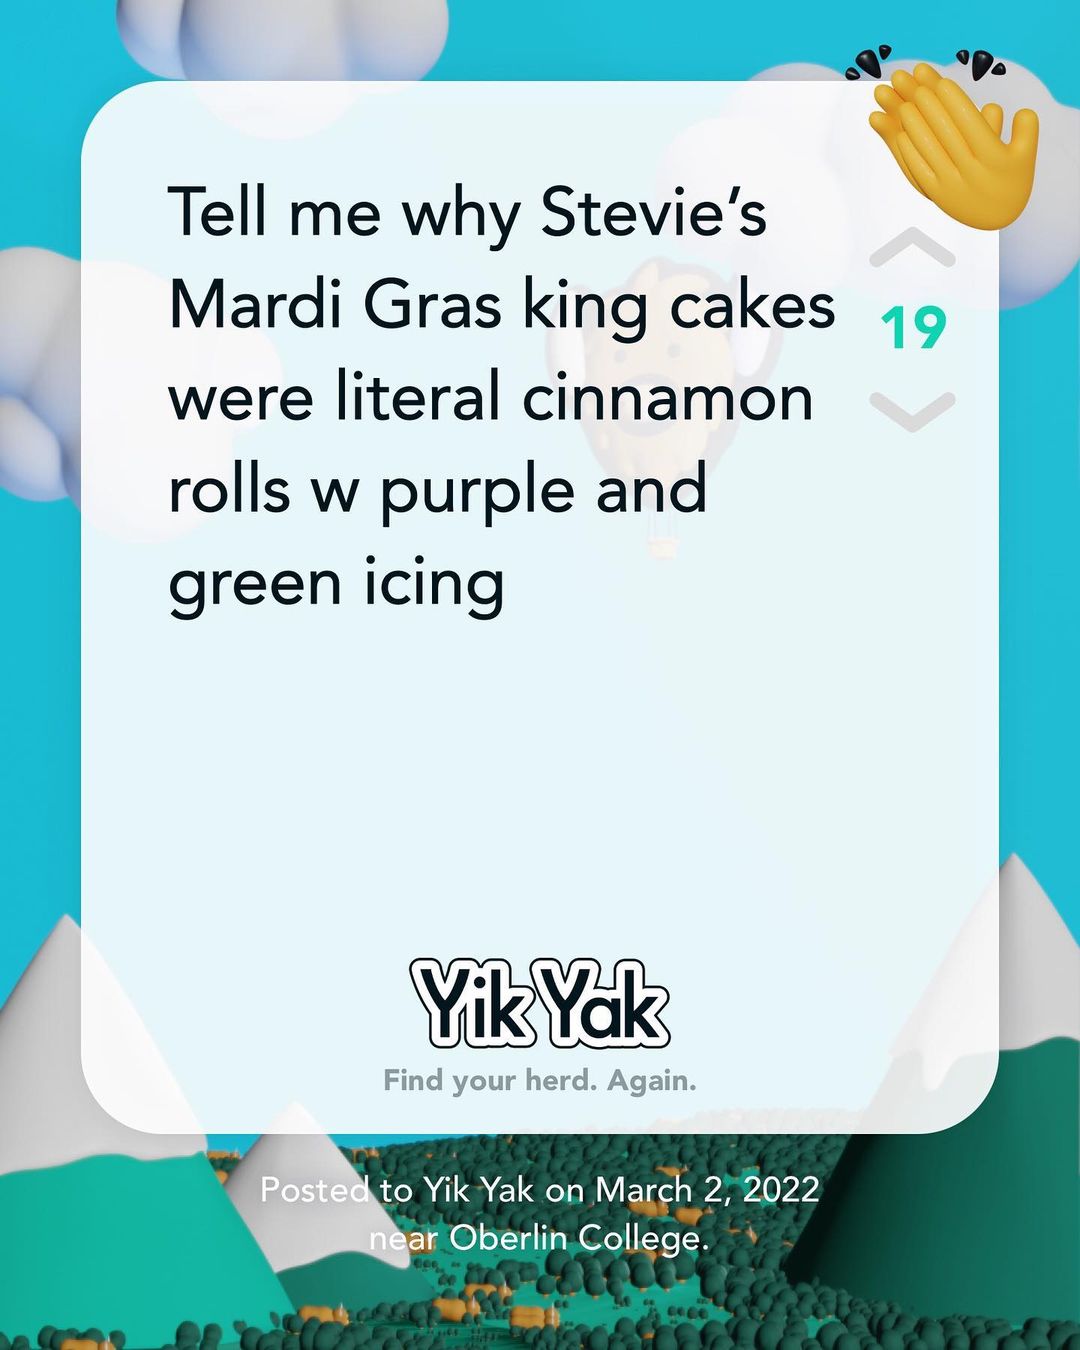 Tell me why Stevie’s
Mardi Gras king cakes
were literal cinnamon
rolls w purple and
green icing
19
Yik Yak
Find your herd. Again.
Posted to Yik Yak on March 2, 2022
near Oberlin College.